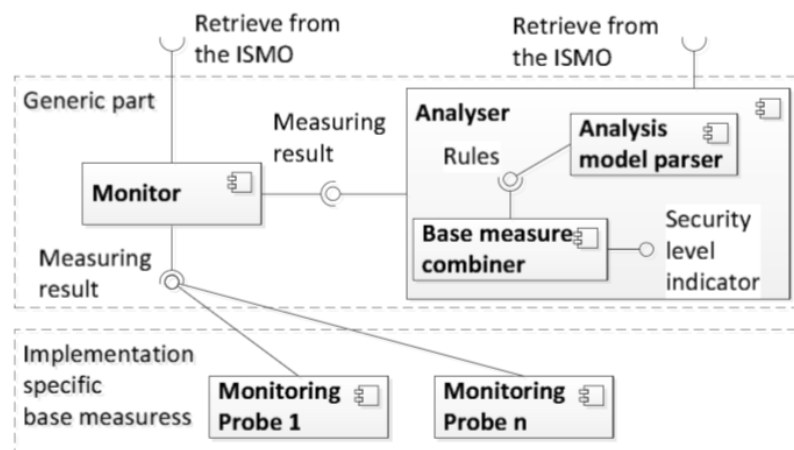 Retrieve from
the ISMO
Retrieve from
the ISMO
Generic part
Measuring
result
Analyser
Analysis
model parser
Rules
Monitor
Base measure
combiner
Security
level
indicator
Measuring
result
Implementation
specific
base measuress
Monitoring
Probe 1
Monitoring
Probe n